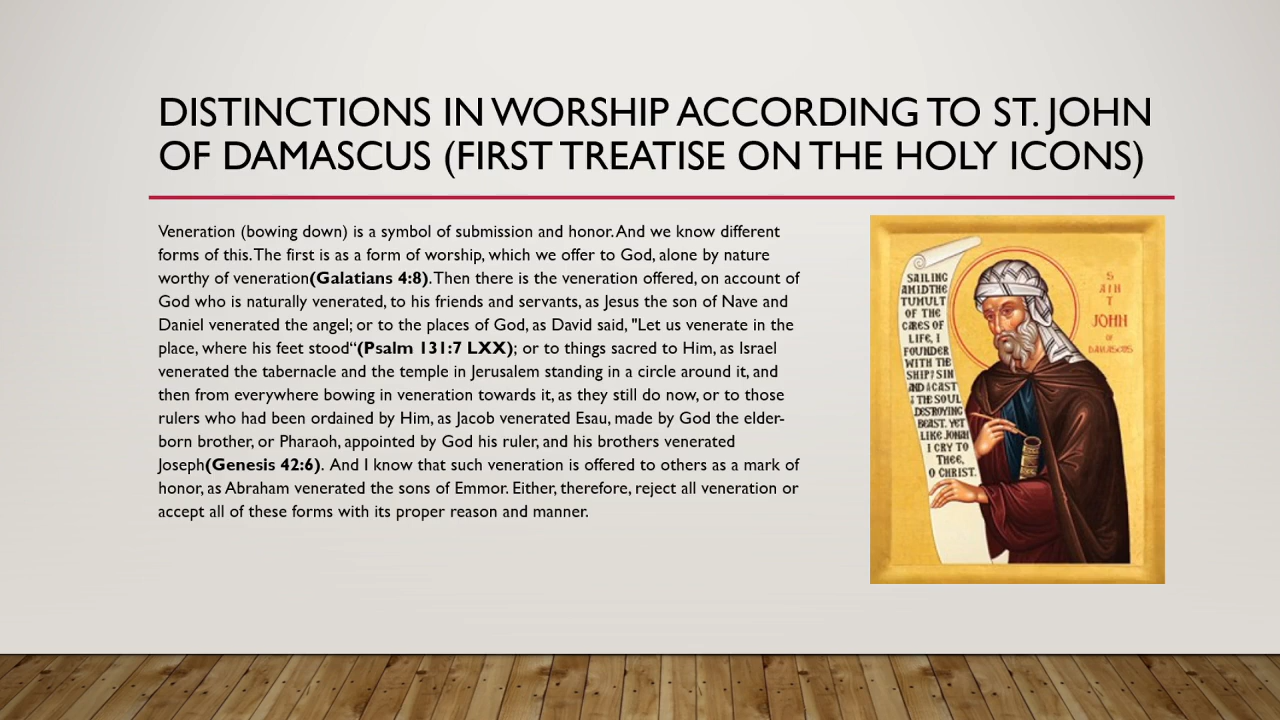 DISTINCTIONS IN WORSHIP ACCORDING TO ST. JOHN
OF DAMASCUS (FIRST TREATISE ON THE HOLY ICONS)
Veneration (bowing down) is a symbol of submission and honor. And we know different
forms of this. The first is as a form of worship, which we offer to God, alone by nature
worthy of veneration(Galatians 4:8). Then there is the veneration offered, on account of
God who is naturally venerated, to his friends and servants, as Jesus the son of Nave and
Daniel venerated the angel; or to the places of God, as David said, "Let us venerate in the
place, where his feet stood“(Psalm 131:7 LXX); or to things sacred to Him, as Israel
venerated the tabernacle and the temple in Jerusalem standing in a circle around it, and
then from everywhere bowing in veneration towards it, as they still do now, or to those
rulers who had been ordained by Him, as Jacob venerated Esau, made by God the elder-
born brother, or Pharaoh, appointed by God his ruler, and his brothers venerated
Joseph(Genesis 42:6). And I know that such veneration is offered to others as a mark of
honor, as Abraham venerated the sons of Emmor. Either, therefore, reject all veneration or
accept all of these forms with its proper reason and manner.
SAILING
AMIDTHE
TUMULT
OF THE
CARES OF
LIFE, I
FOUNDER
WITH THE
SHIP? SIN
AND A CAST
THE SOUL
DESTROYING
BEAST. YET
LIKE JONAH
I CRY TO
THEE,
O CHRIST.
S
AIN
T
JOHN
OF
DAMASCUS